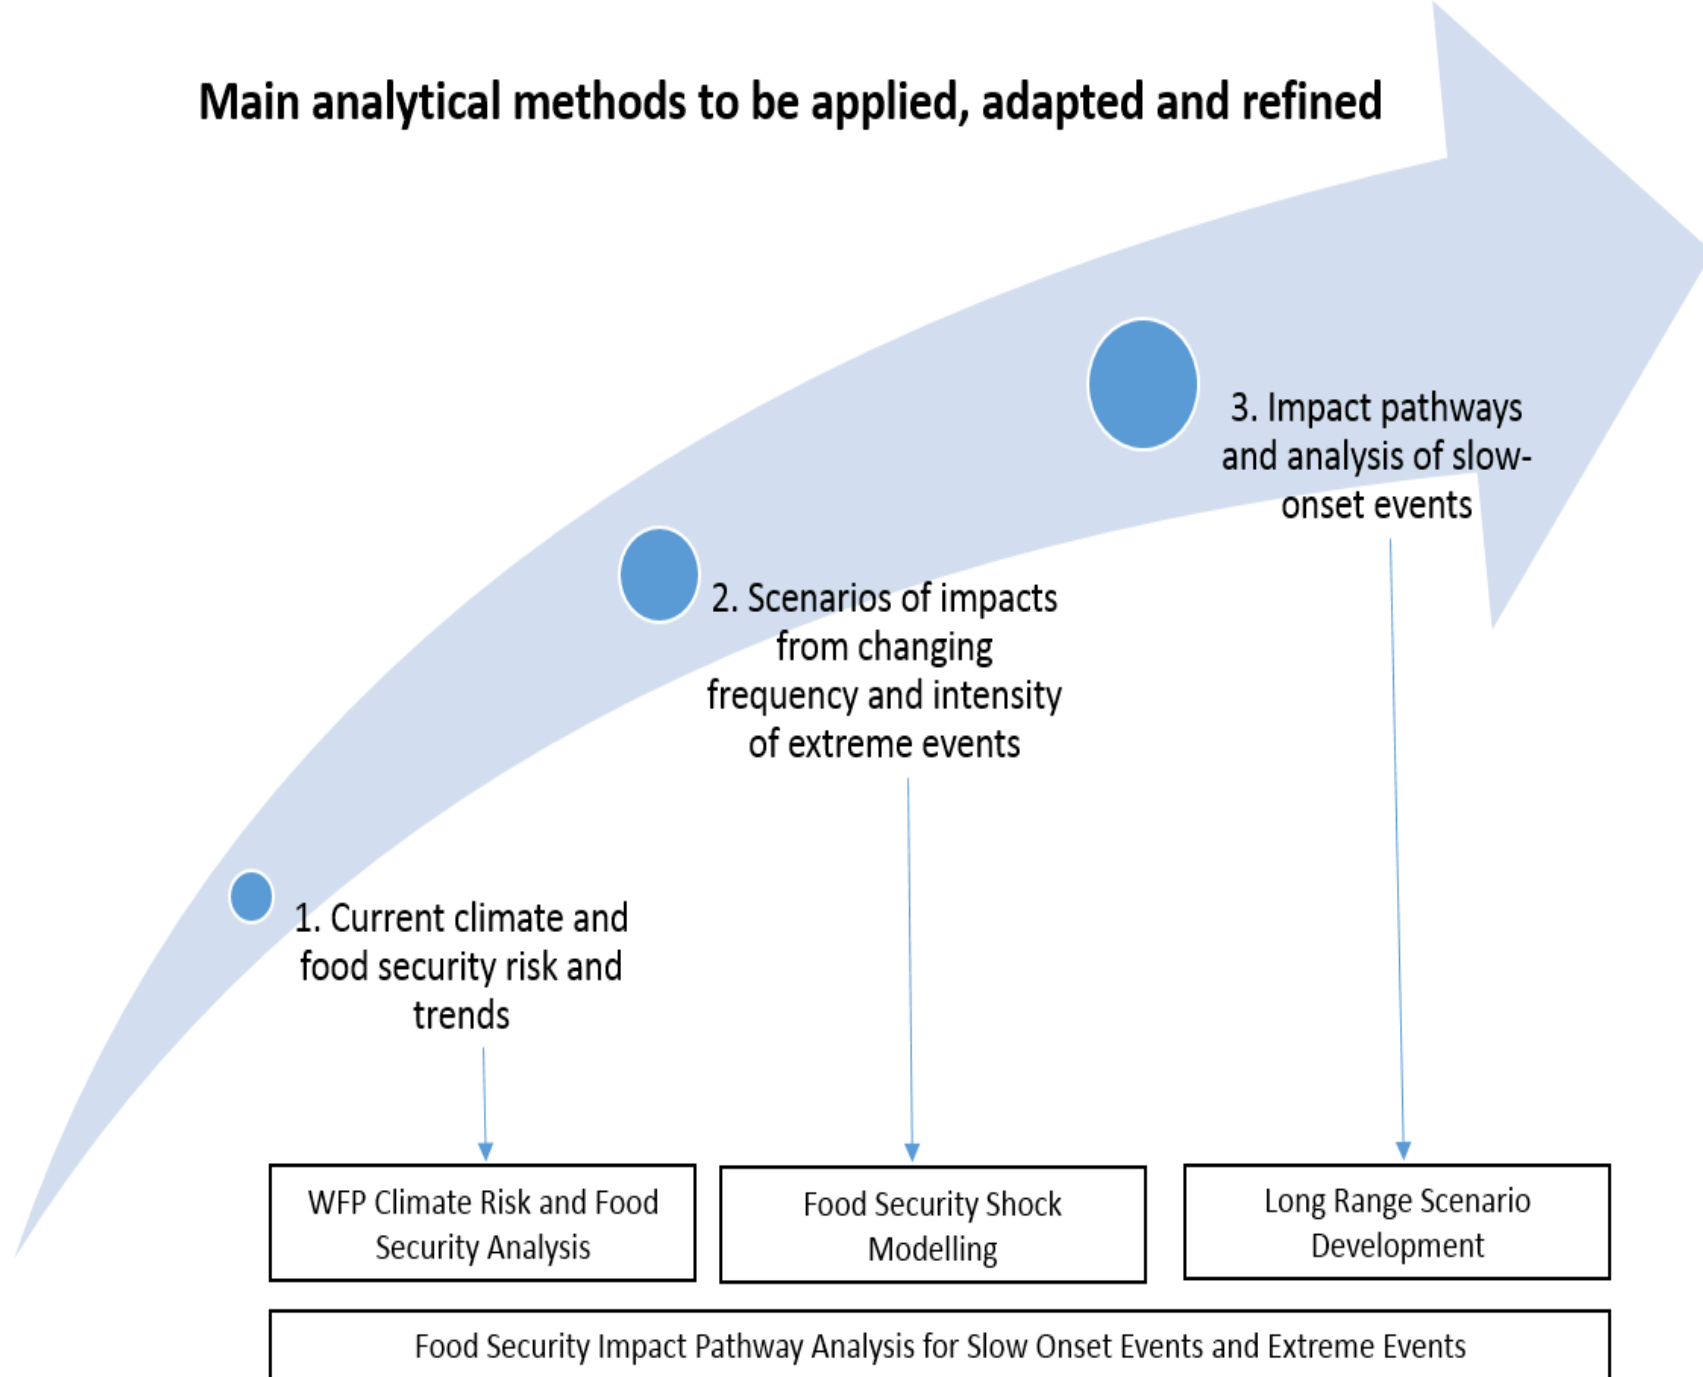 Main analytical methods to be applied, adapted and refined
3. Impact pathways
and analysis of slow-
onset events
2. Scenarios of impacts
from changing
frequency and intensity
of extreme events
1. Current climate and
food security risk and
trends
WFP Climate Risk and Food
Security Analysis
Food Security Shock
Modelling
Long Range Scenario
Development
Food Security Impact Pathway Analysis for Slow Onset Events and Extreme Events